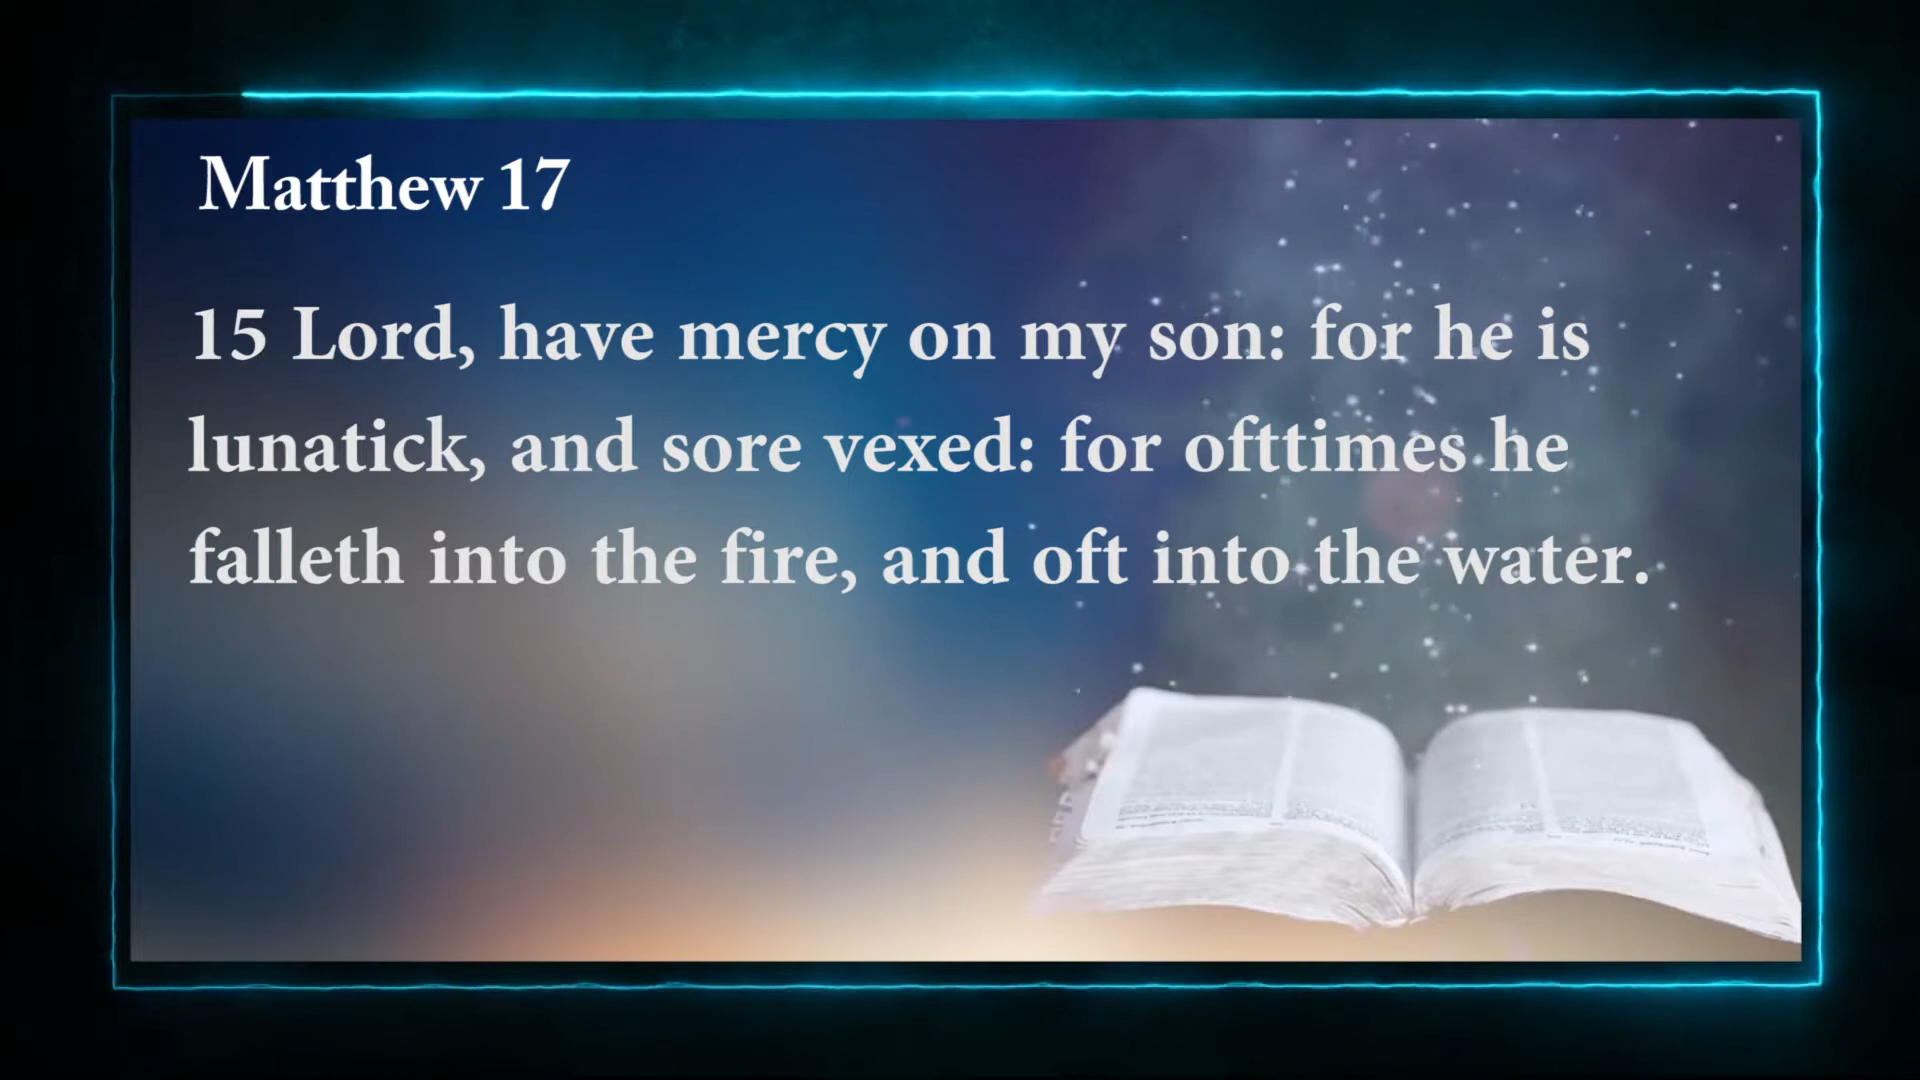 Matthew 17
15 Lord, have mercy on my son: for he is
lunatick, and sore vexed: for ofttimes he
falleth into the fire, and oft into the water.